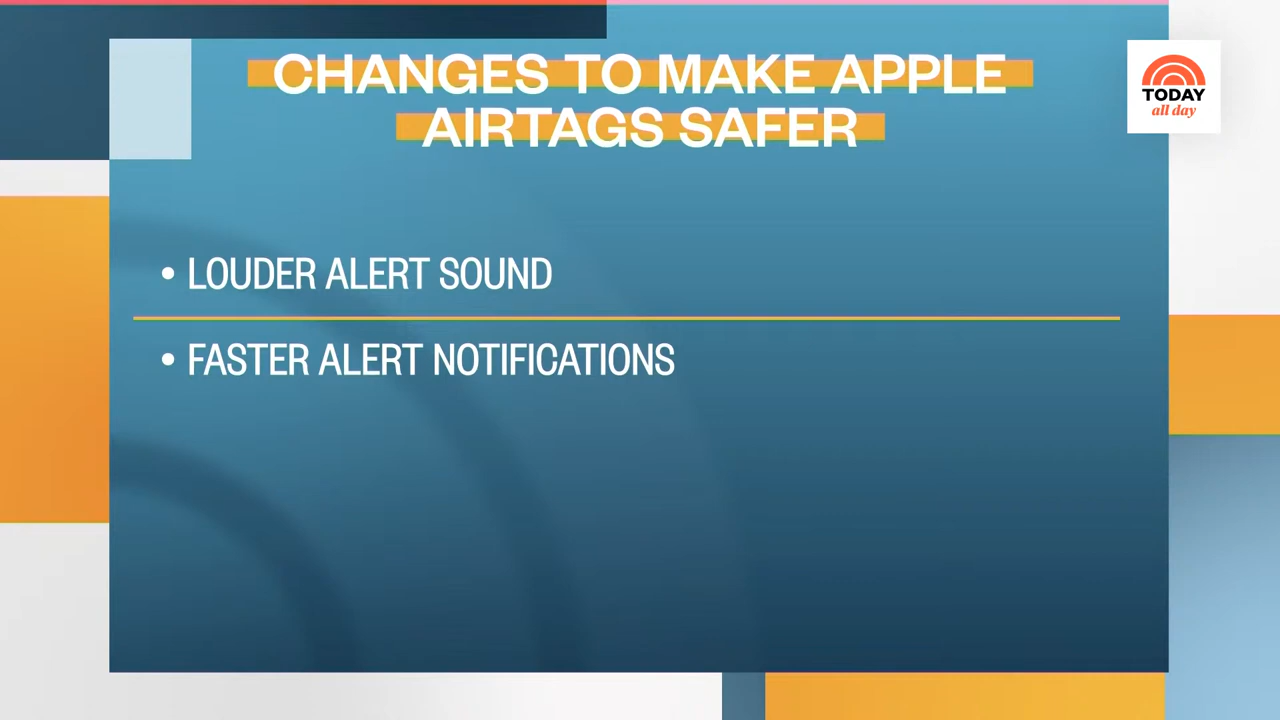 CHANGES TO MAKE APPLE
AIRTAGS SAFER
TODAY
all day
• LOUDER ALERT SOUND
• FASTER ALERT NOTIFICATIONS